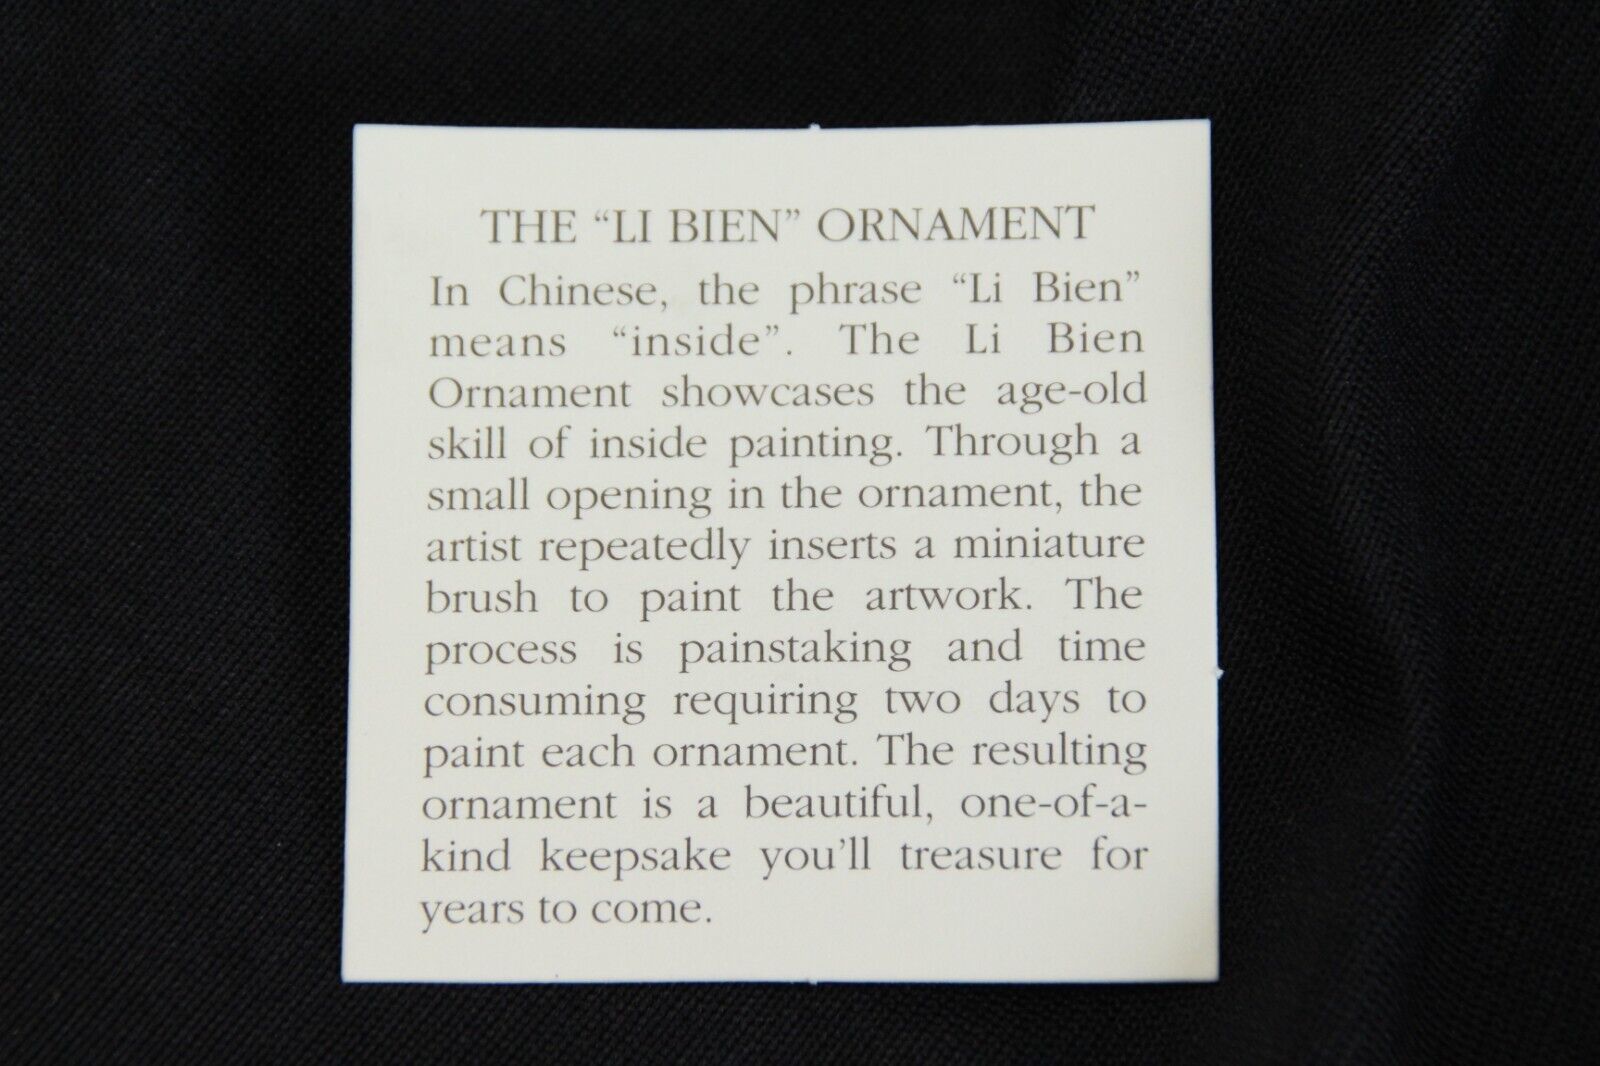 THE “LI BIEN” ORNAMENT
In Chinese, the phrase “Li Bien”
means “inside”. The Li Bien
Ornament showcases the age-old
skill of inside painting. Through a
small opening in the ornament, the
artist repeatedly inserts a miniature
brush to paint the artwork. The
process is painstaking and time
consuming requiring two days to
paint each ornament. The resulting
ornament is a beautiful, one-of-a-
kind keepsake you’ll treasure for
years to come.